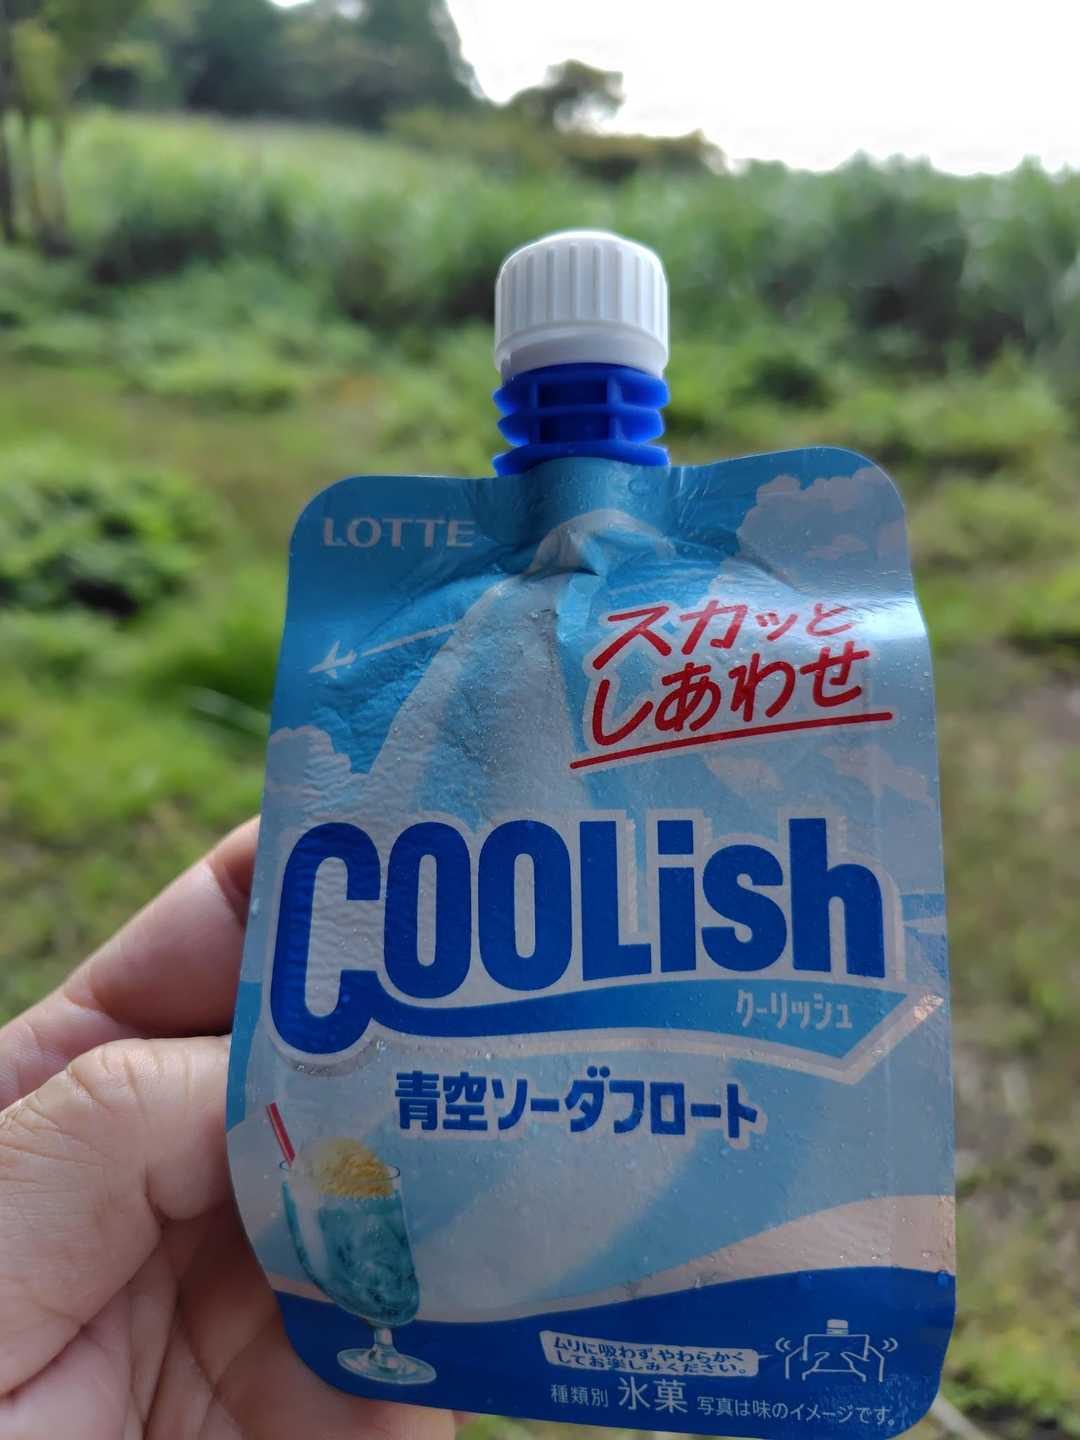 LOTTE
スカッと
しあわせ
COOLish
クーリッシュ
青空ソーダフロート
ムリに吸わず、やわらかく
してお楽しみください。
種類別 氷菓 写真は味のイメージです。